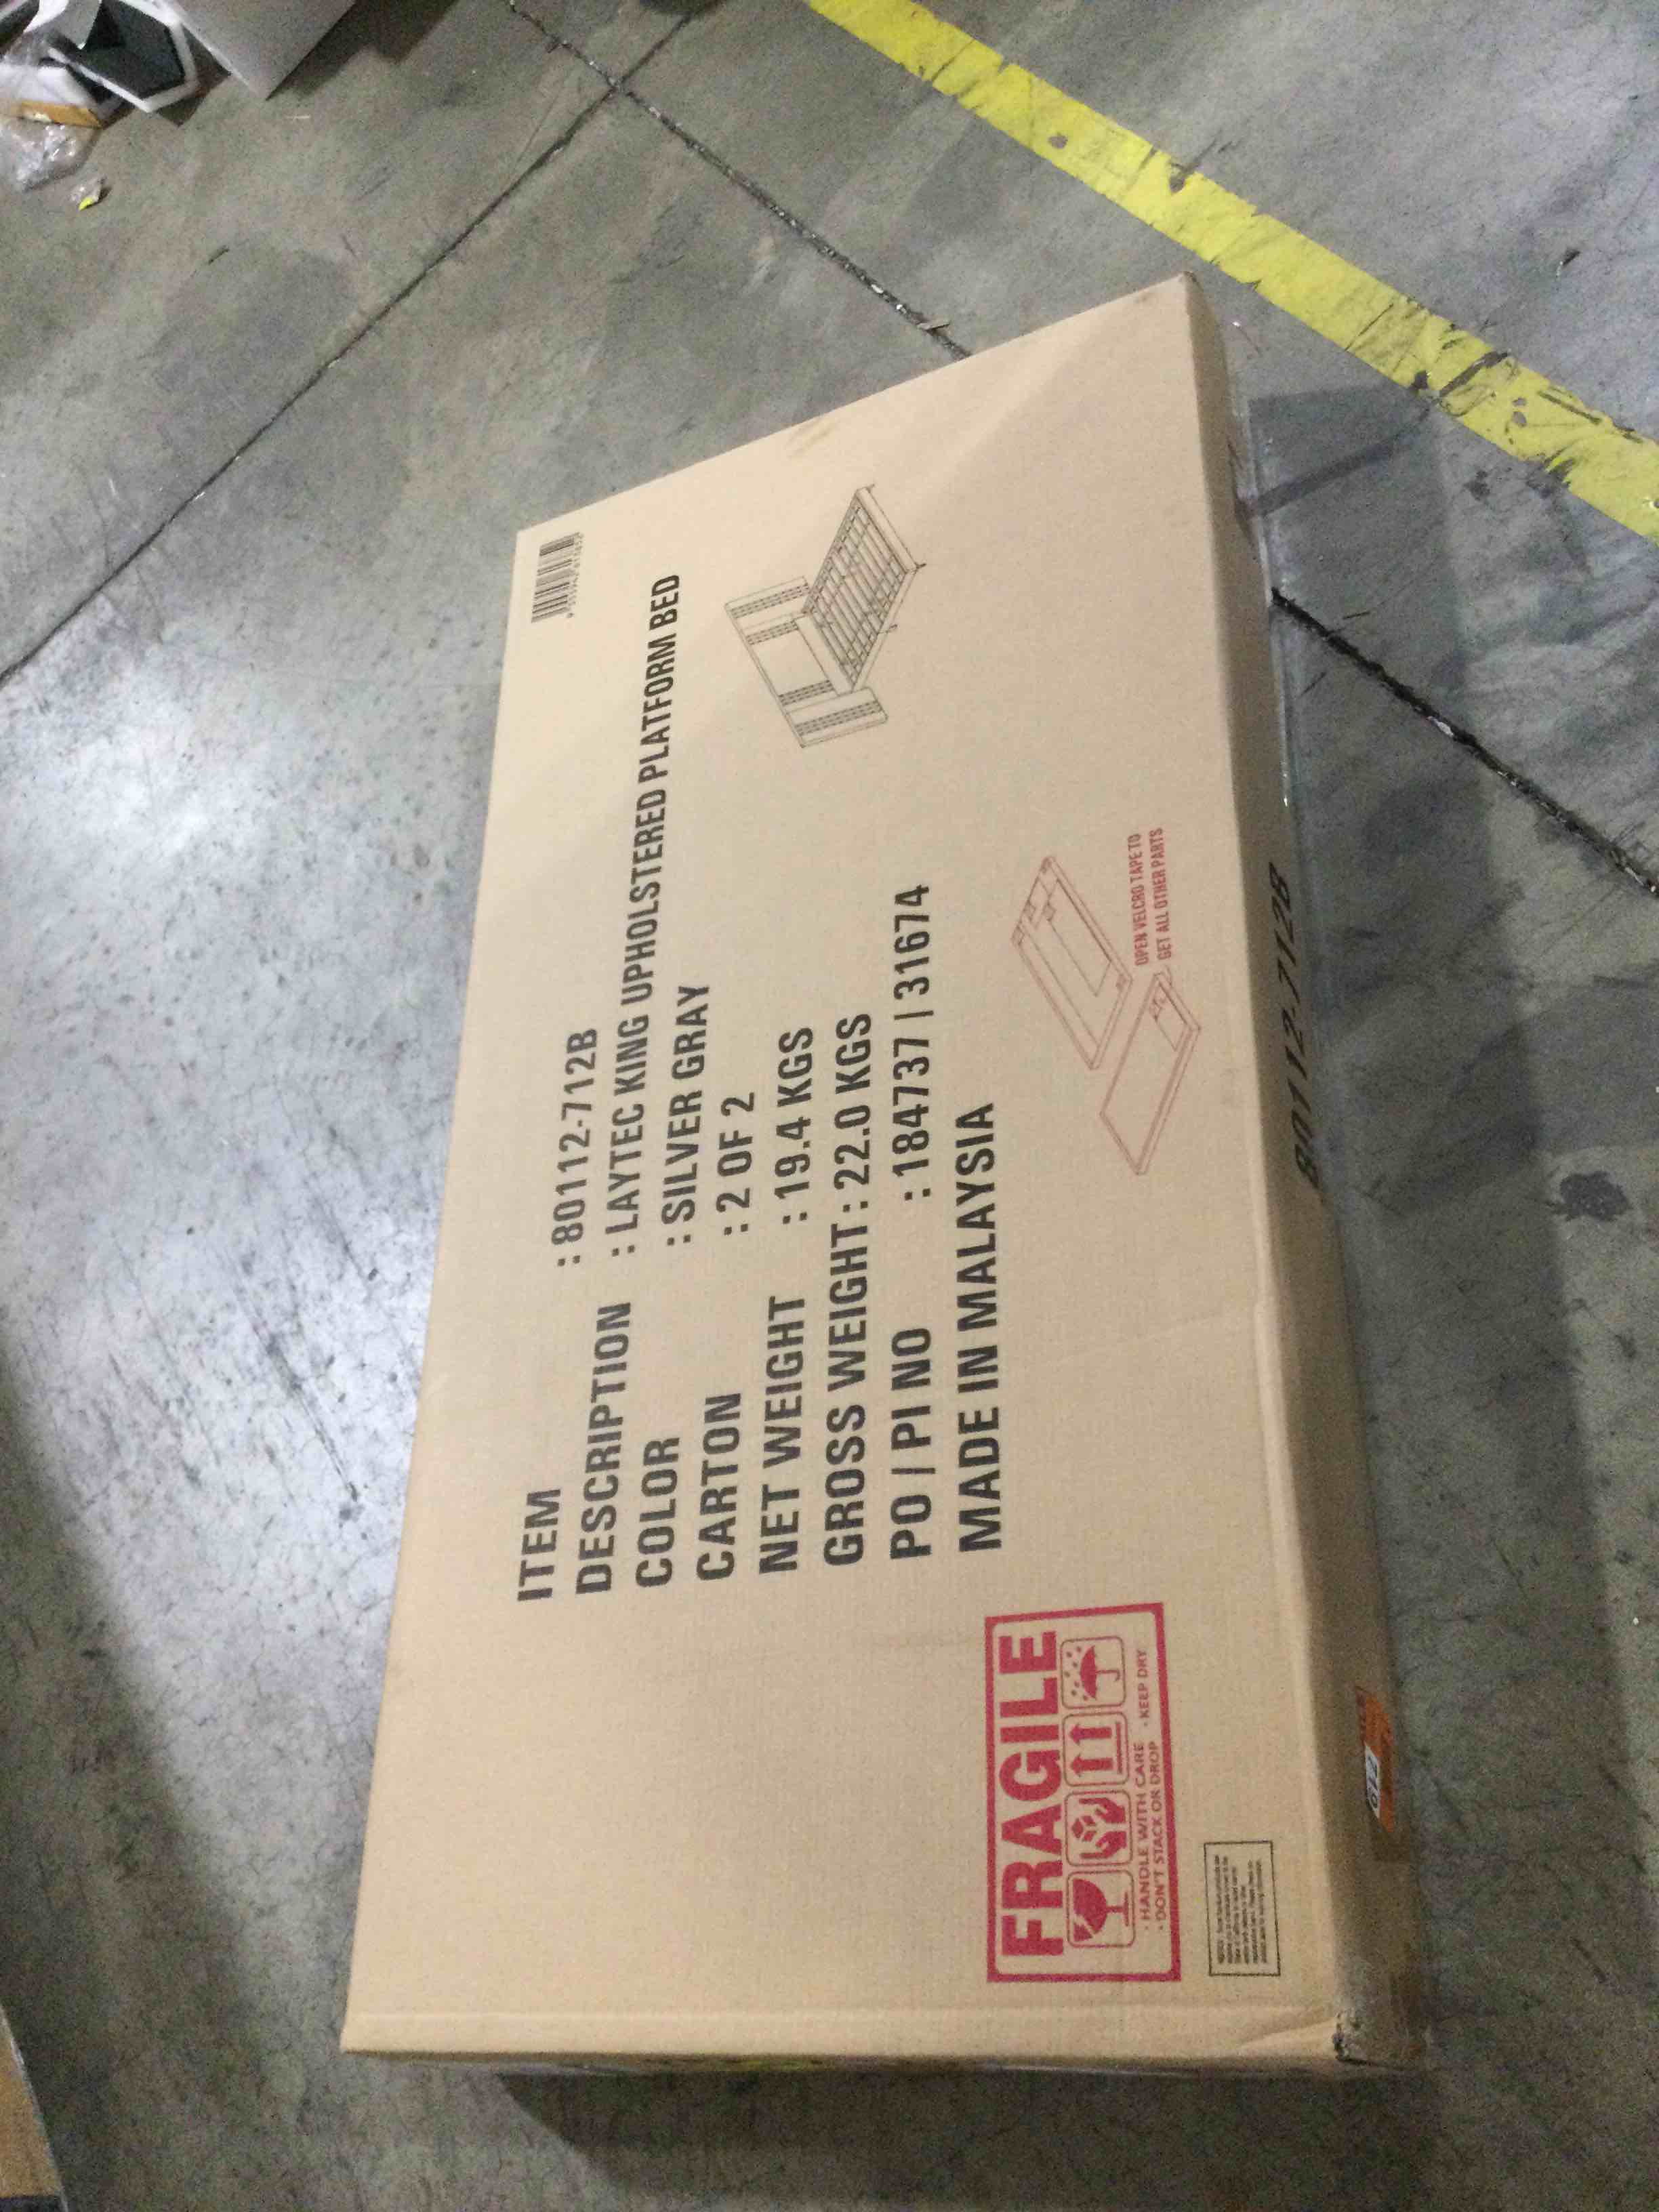 ITEM : 80112-712B
DESCRIPTION : LAYTEC KING UPHOLSTERED PLATFORM BED
COLOR : SILVER GRAY
CARTON : 2 OF 2
NET WEIGHT : 19.4 KGS
GROSS WEIGHT : 22.0 KGS
PO / PI NO : 184737 / 31674
MADE IN MALAYSIA
OPEN VELCRO TAPE TO
GET ALL OTHER PARTS
FRAGILE
· HANDLE WITH CARE · KEEP DRY
· DON'T STACK OR DROP
80112-712B